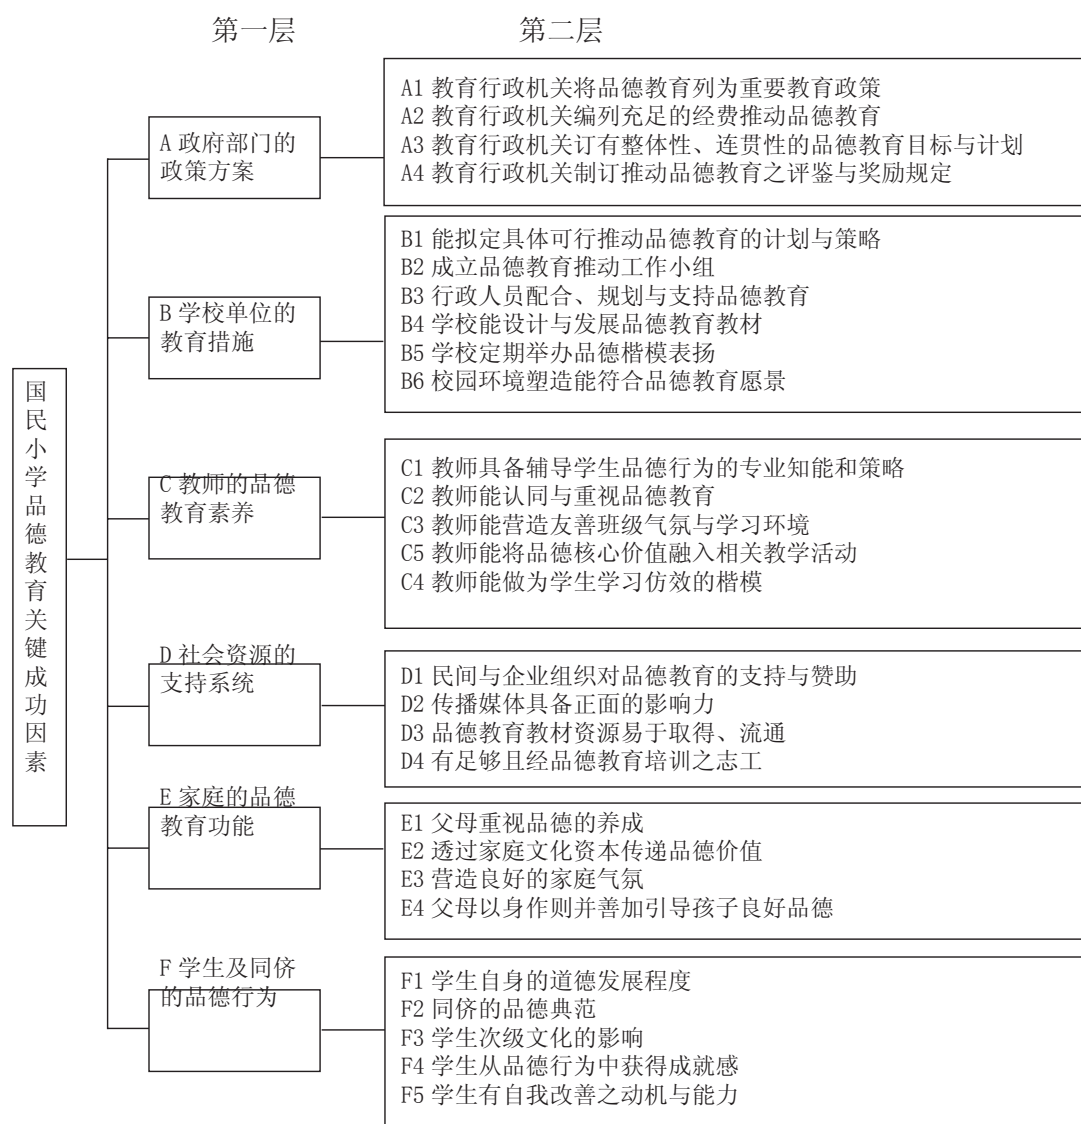 第一层
第二层
国民小学品德教育关键成功因素
A 政府部门的
政策方案
A1 教育行政机关将品德教育列为重要教育政策
A2 教育行政机关编列充足的经费推动品德教育
A3 教育行政机关订有整体性、连贯性的品德教育目标与计划
A4 教育行政机关制订推动品德教育之评鉴与奖励规定
B 学校单位的
教育措施
B1 能拟定具体可行推动品德教育的计划与策略
B2 成立品德教育推动工作小组
B3 行政人员配合、规划与支持品德教育
B4 学校能设计与发展品德教育教材
B5 学校定期举办品德楷模表扬
B6 校园环境塑造能符合品德教育愿景
C 教师的品德
教育素养
C1 教师具备辅导学生品德行为的专业知能和策略
C2 教师能认同与重视品德教育
C3 教师能营造友善班级气氛与学习环境
C5 教师能将品德核心价值融入相关教学活动
C4 教师能做为学生学习仿效的楷模
D 社会资源的
支持系统
D1 民间与企业组织对品德教育的支持与赞助
D2 传播媒体具备正面的影响力
D3 品德教育教材资源易于取得、流通
D4 有足够且经品德教育培训之志工
E 家庭的品德
教育功能
E1 父母重视品德的养成
E2 透过家庭文化资本传递品德价值
E3 营造良好的家庭气氛
E4 父母以身作则并善加引导孩子良好品德
F 学生及同侪
的品德行为
F1 学生自身的道德发展程度
F2 同侪的品德典范
F3 学生次级文化的影响
F4 学生从品德行为中获得成就感
F5 学生有自我改善之动机与能力